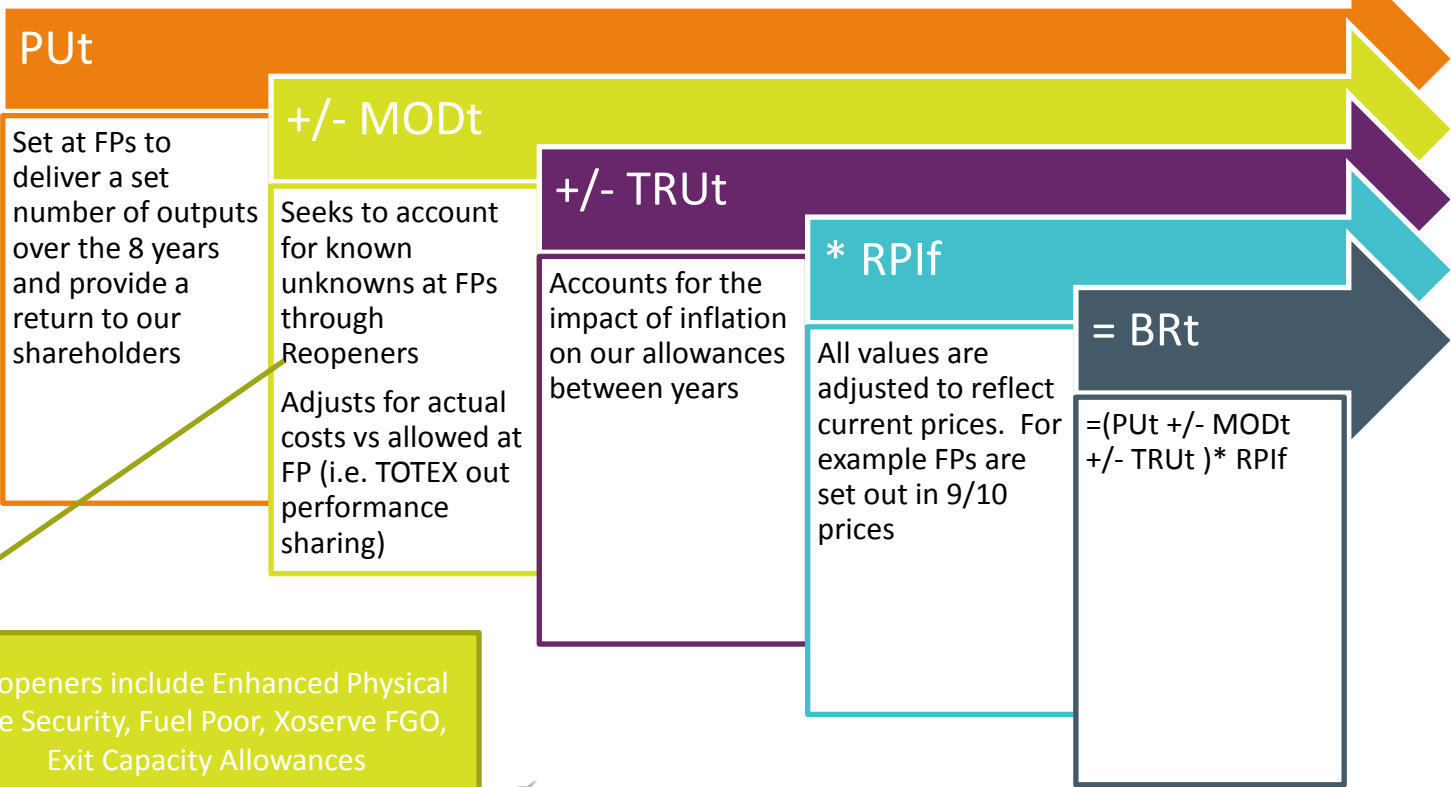 PUt
Set at FPs to
deliver a set
number of outputs
over the 8 years
and provide a
return to our
shareholders
+/- MODt
Seeks to account
for known
unknowns at FPs
through
Reopeners
Adjusts for actual
costs vs allowed at
FP (i.e. TOTEX out
performance
sharing)
+/- TRUt
Accounts for the
impact of inflation
on our allowances
between years
* RPIf
All values are
adjusted to reflect
current prices.  For
example FPs are
set out in 9/10
prices
= BRt
=(PUt +/- MODt
+/- TRUt )* RPIf
openers include Enhanced Physical
e Security, Fuel Poor, Xoserve FGO,
Exit Capacity Allowances